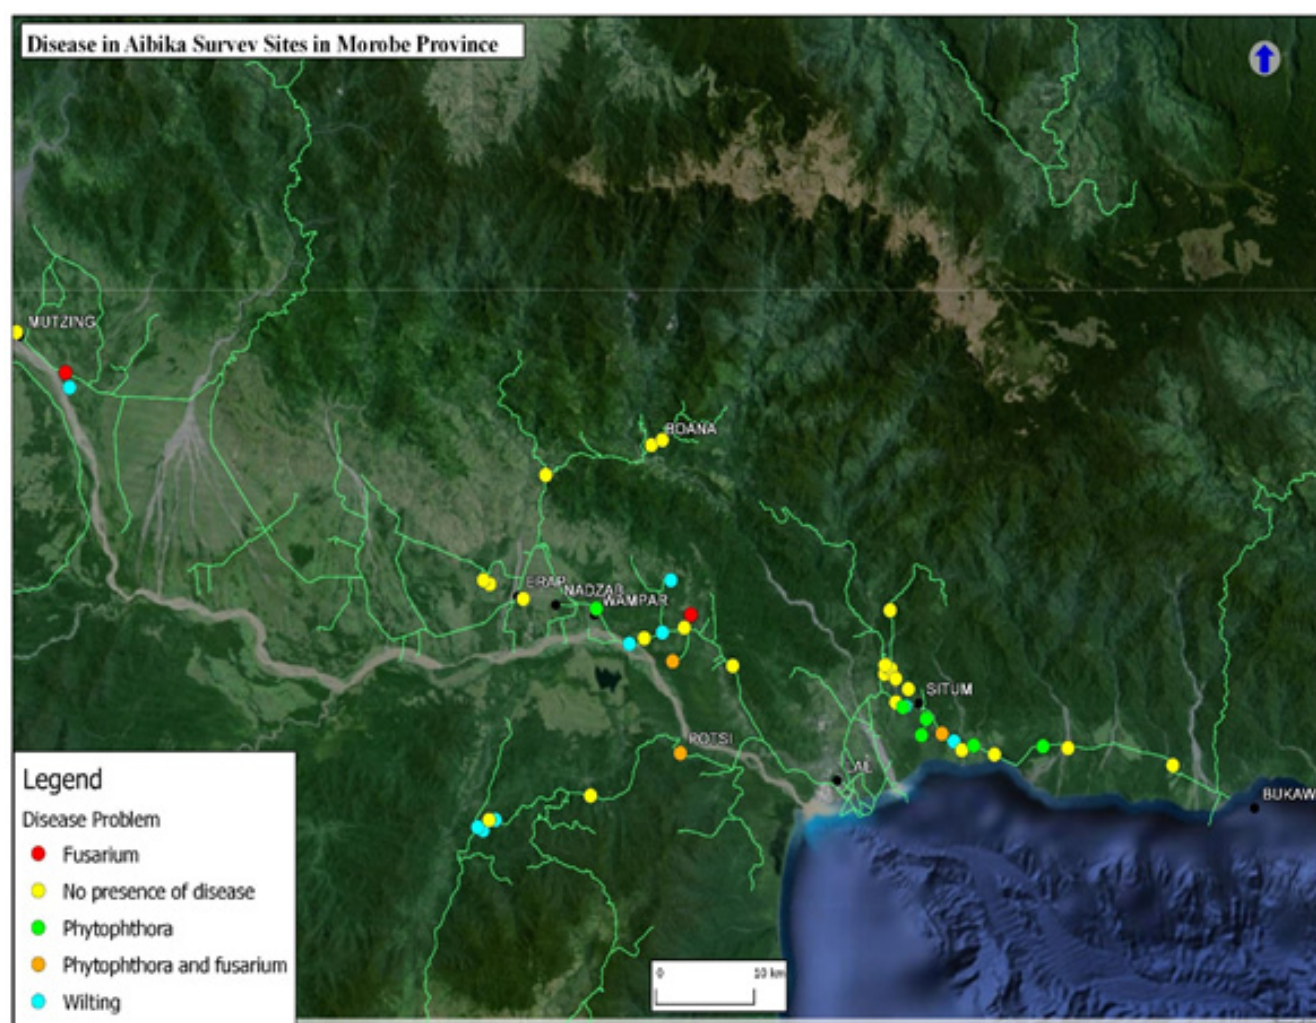 Disease in Aibika Survey Sites in Morobe Province
MUTZING
BOANA
ERAP
NADZAB
WAMPAR
SITUM
ROTSI
LAE
BUKAW
Legend
Disease Problem
Fusarium
No presence of disease
Phytophthora
Phytophthora and fusarium
Wilting
0 10 km